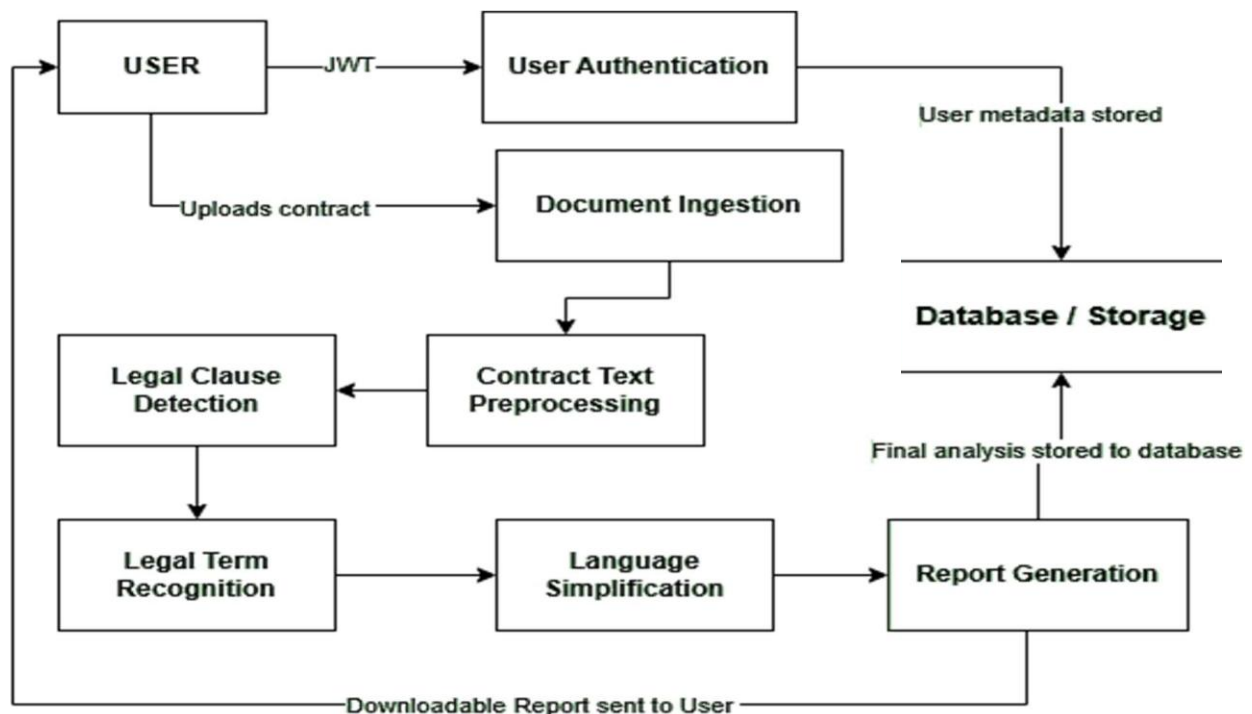 USER
JWT
User Authentication
User metadata stored
Uploads contract
Document Ingestion
Database / Storage
Legal Clause
Detection
Contract Text
Preprocessing
Final analysis stored to database
Legal Term
Recognition
Language
Simplification
Report Generation
Downloadable Report sent to User